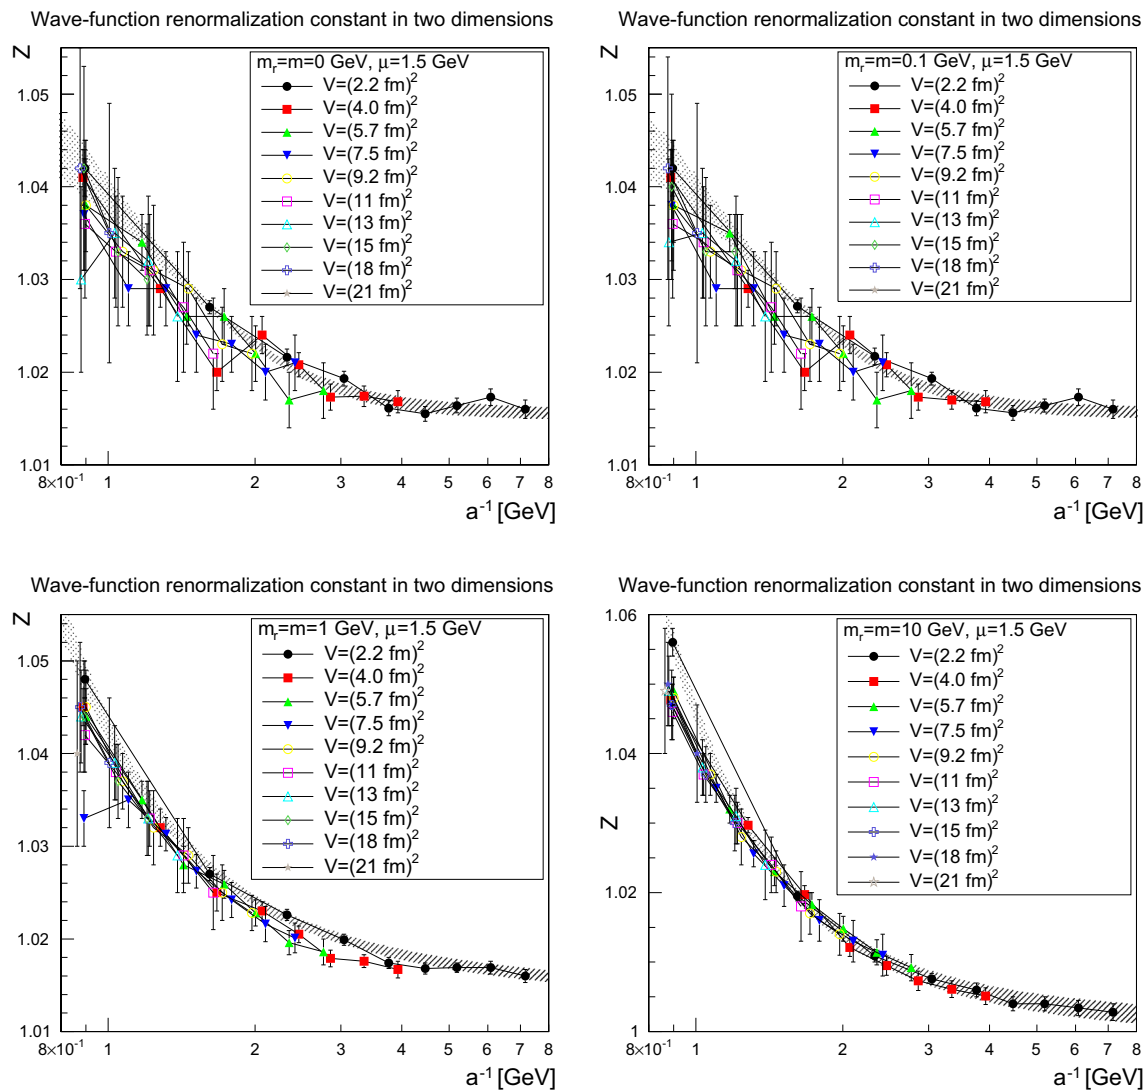 Wave-function renormalization constant in two dimensions
Z
m_r=m=0 GeV, μ=1.5 GeV
V=(2.2 fm)²
V=(4.0 fm)²
V=(5.7 fm)²
V=(7.5 fm)²
V=(9.2 fm)²
V=(11 fm)²
V=(13 fm)²
V=(15 fm)²
V=(18 fm)²
V=(21 fm)²
1.05
1.04
1.03
1.02
1.01
8×10⁻¹ 1 2 3 4 5 6 7 8
a⁻¹ [GeV]
Wave-function renormalization constant in two dimensions
Z
m_r=m=0.1 GeV, μ=1.5 GeV
V=(2.2 fm)²
V=(4.0 fm)²
V=(5.7 fm)²
V=(7.5 fm)²
V=(9.2 fm)²
V=(11 fm)²
V=(13 fm)²
V=(15 fm)²
V=(18 fm)²
V=(21 fm)²
1.05
1.04
1.03
1.02
1.01
8×10⁻¹ 1 2 3 4 5 6 7 8
a⁻¹ [GeV]
Wave-function renormalization constant in two dimensions
Z
m_r=m=1 GeV, μ=1.5 GeV
V=(2.2 fm)²
V=(4.0 fm)²
V=(5.7 fm)²
V=(7.5 fm)²
V=(9.2 fm)²
V=(11 fm)²
V=(13 fm)²
V=(15 fm)²
V=(18 fm)²
V=(21 fm)²
1.05
1.04
1.03
1.02
1.01
8×10⁻¹ 1 2 3 4 5 6 7 8
a⁻¹ [GeV]
Wave-function renormalization constant in two dimensions
Z
m_r=m=10 GeV, μ=1.5 GeV
V=(2.2 fm)²
V=(4.0 fm)²
V=(5.7 fm)²
V=(7.5 fm)²
V=(9.2 fm)²
V=(11 fm)²
V=(13 fm)²
V=(15 fm)²
V=(18 fm)²
V=(21 fm)²
1.06
1.04
1.02
1
8×10⁻¹ 1 2 3 4 5 6 7 8
a⁻¹ [GeV]